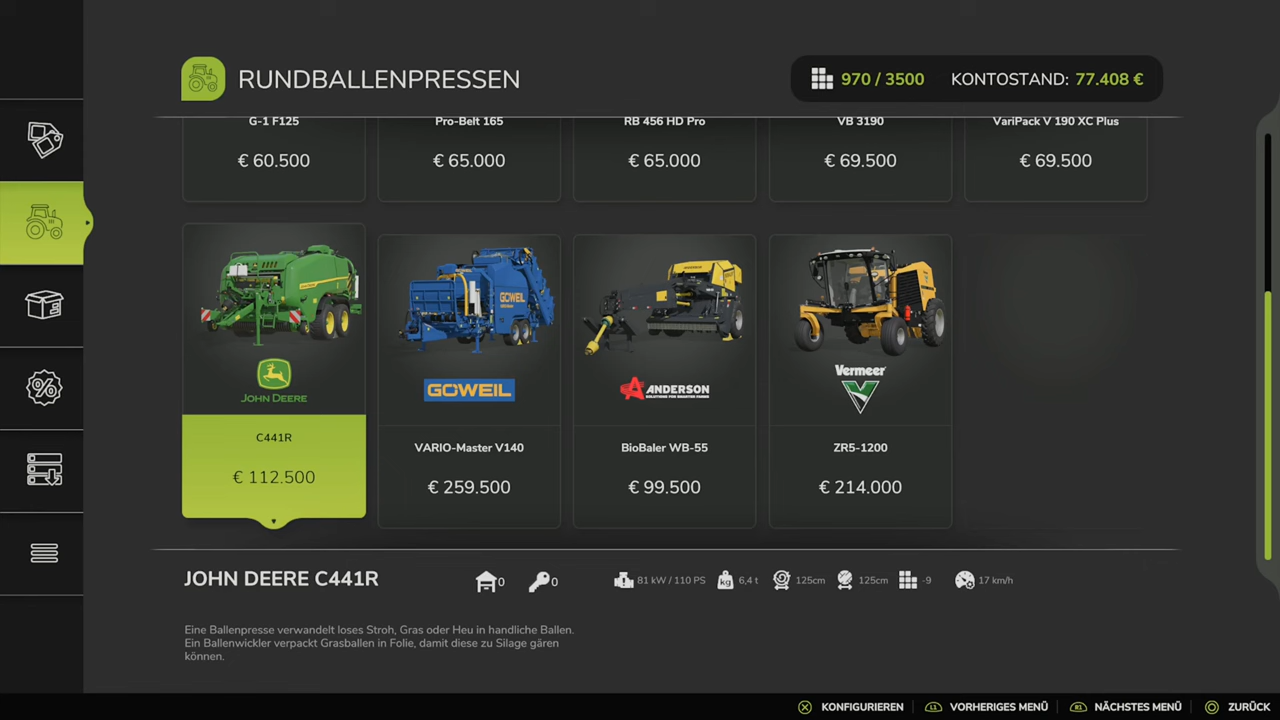 RUNDBALLENPRESSEN
970 / 3500 KONTOSTAND: 77.408 €
G-1 F125 Pro-Belt 165 RB 456 HD Pro VB 3190 VariPack V 190 XC Plus
€ 60.500 € 65.000 € 65.000 € 69.500 € 69.500
JOHN DEERE GÖWEIL ANDERSON Vermeer
C441R VARIO-Master V140 BioBaler WB-55 ZR5-1200
€ 112.500 € 259.500 € 99.500 € 214.000
JOHN DEERE C441R 0 0 81 kW / 110 PS kg 6,4 t 125cm 125cm -9 17 km/h
Eine Ballenpresse verwandelt loses Stroh, Gras oder Heu in handliche Ballen.
Ein Ballenwickler verpackt Grasballen in Folie, damit diese zu Silage gären
können.
KONFIGURIEREN L1 VORHERIGES MENÜ R1 NÄCHSTES MENÜ ZURÜCK